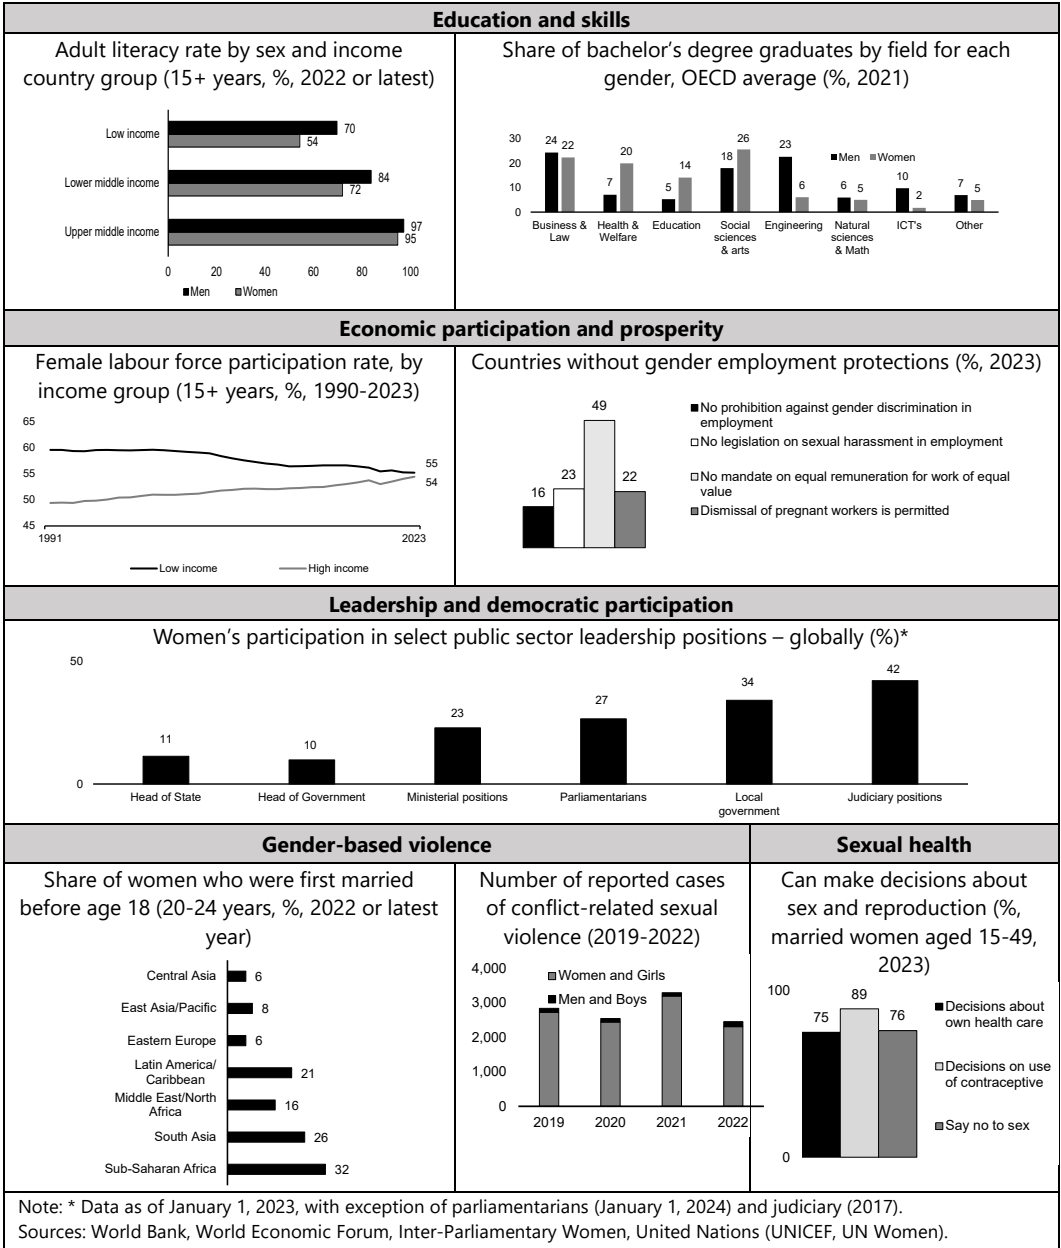 Education and skills
Adult literacy rate by sex and income
country group (15+ years, %, 2022 or latest)
Low income
70
54
Lower middle income
84
72
Upper middle income
97
95
0 20 40 60 80 100
Men Women
Share of bachelor's degree graduates by field for each
gender, OECD average (%, 2021)
30
20
10
0
24 22
7 20
5 14
18 26
23 6
6 5
10 2
7 5
Men Women
Business &
Law
Health &
Welfare
Education
Social
sciences
& arts
Engineering
Natural
sciences
& Math
ICT's
Other
Economic participation and prosperity
Female labour force participation rate, by
income group (15+ years, %, 1990-2023)
65
60
55
50
45
55
54
1991 2023
Low income High income
Countries without gender employment protections (%, 2023)
16
23
49
22
No prohibition against gender discrimination in
employment
No legislation on sexual harassment in employment
No mandate on equal remuneration for work of equal
value
Dismissal of pregnant workers is permitted
Leadership and democratic participation
Women's participation in select public sector leadership positions – globally (%)*
50
0
11
10
23
27
34
42
Head of State
Head of Government
Ministerial positions
Parliamentarians
Local
government
Judiciary positions
Gender-based violence
Share of women who were first married
before age 18 (20-24 years, %, 2022 or latest
year)
Central Asia
6
East Asia/Pacific
8
Eastern Europe
6
Latin America/
Caribbean
21
Middle East/North
Africa
16
South Asia
26
Sub-Saharan Africa
32
Number of reported cases
of conflict-related sexual
violence (2019-2022)
4,000
3,000
2,000
1,000
0
Women and Girls
Men and Boys
2019 2020 2021 2022
Sexual health
Can make decisions about
sex and reproduction (%,
married women aged 15-49,
2023)
100
0
75
89
76
Decisions about
own health care
Decisions on use
of contraceptive
Say no to sex
Note: * Data as of January 1, 2023, with exception of parliamentarians (January 1, 2024) and judiciary (2017).
Sources: World Bank, World Economic Forum, Inter-Parliamentary Women, United Nations (UNICEF, UN Women).